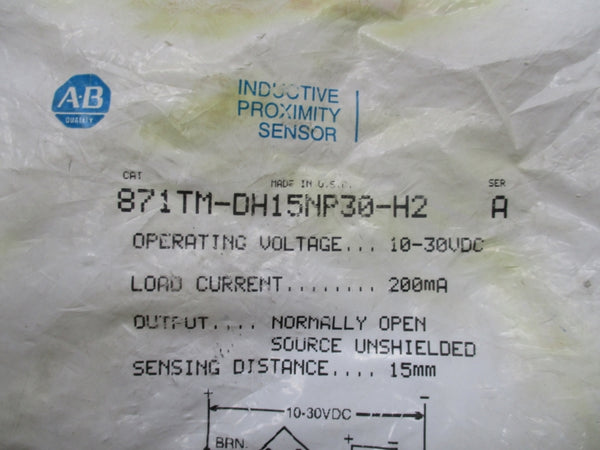 A-B
QUALITY
INDUCTIVE
PROXIMITY
SENSOR
CAT MADE IN U.S.A. SER
871TM-DH15NP30-H2 A
OPERATING VOLTAGE... 10-30VDC
LOAD CURRENT........ 200mA
OUTPUT.... NORMALLY OPEN
SOURCE UNSHIELDED
SENSING DISTANCE.... 15mm
+ 10-30VDC −
BRN. + −